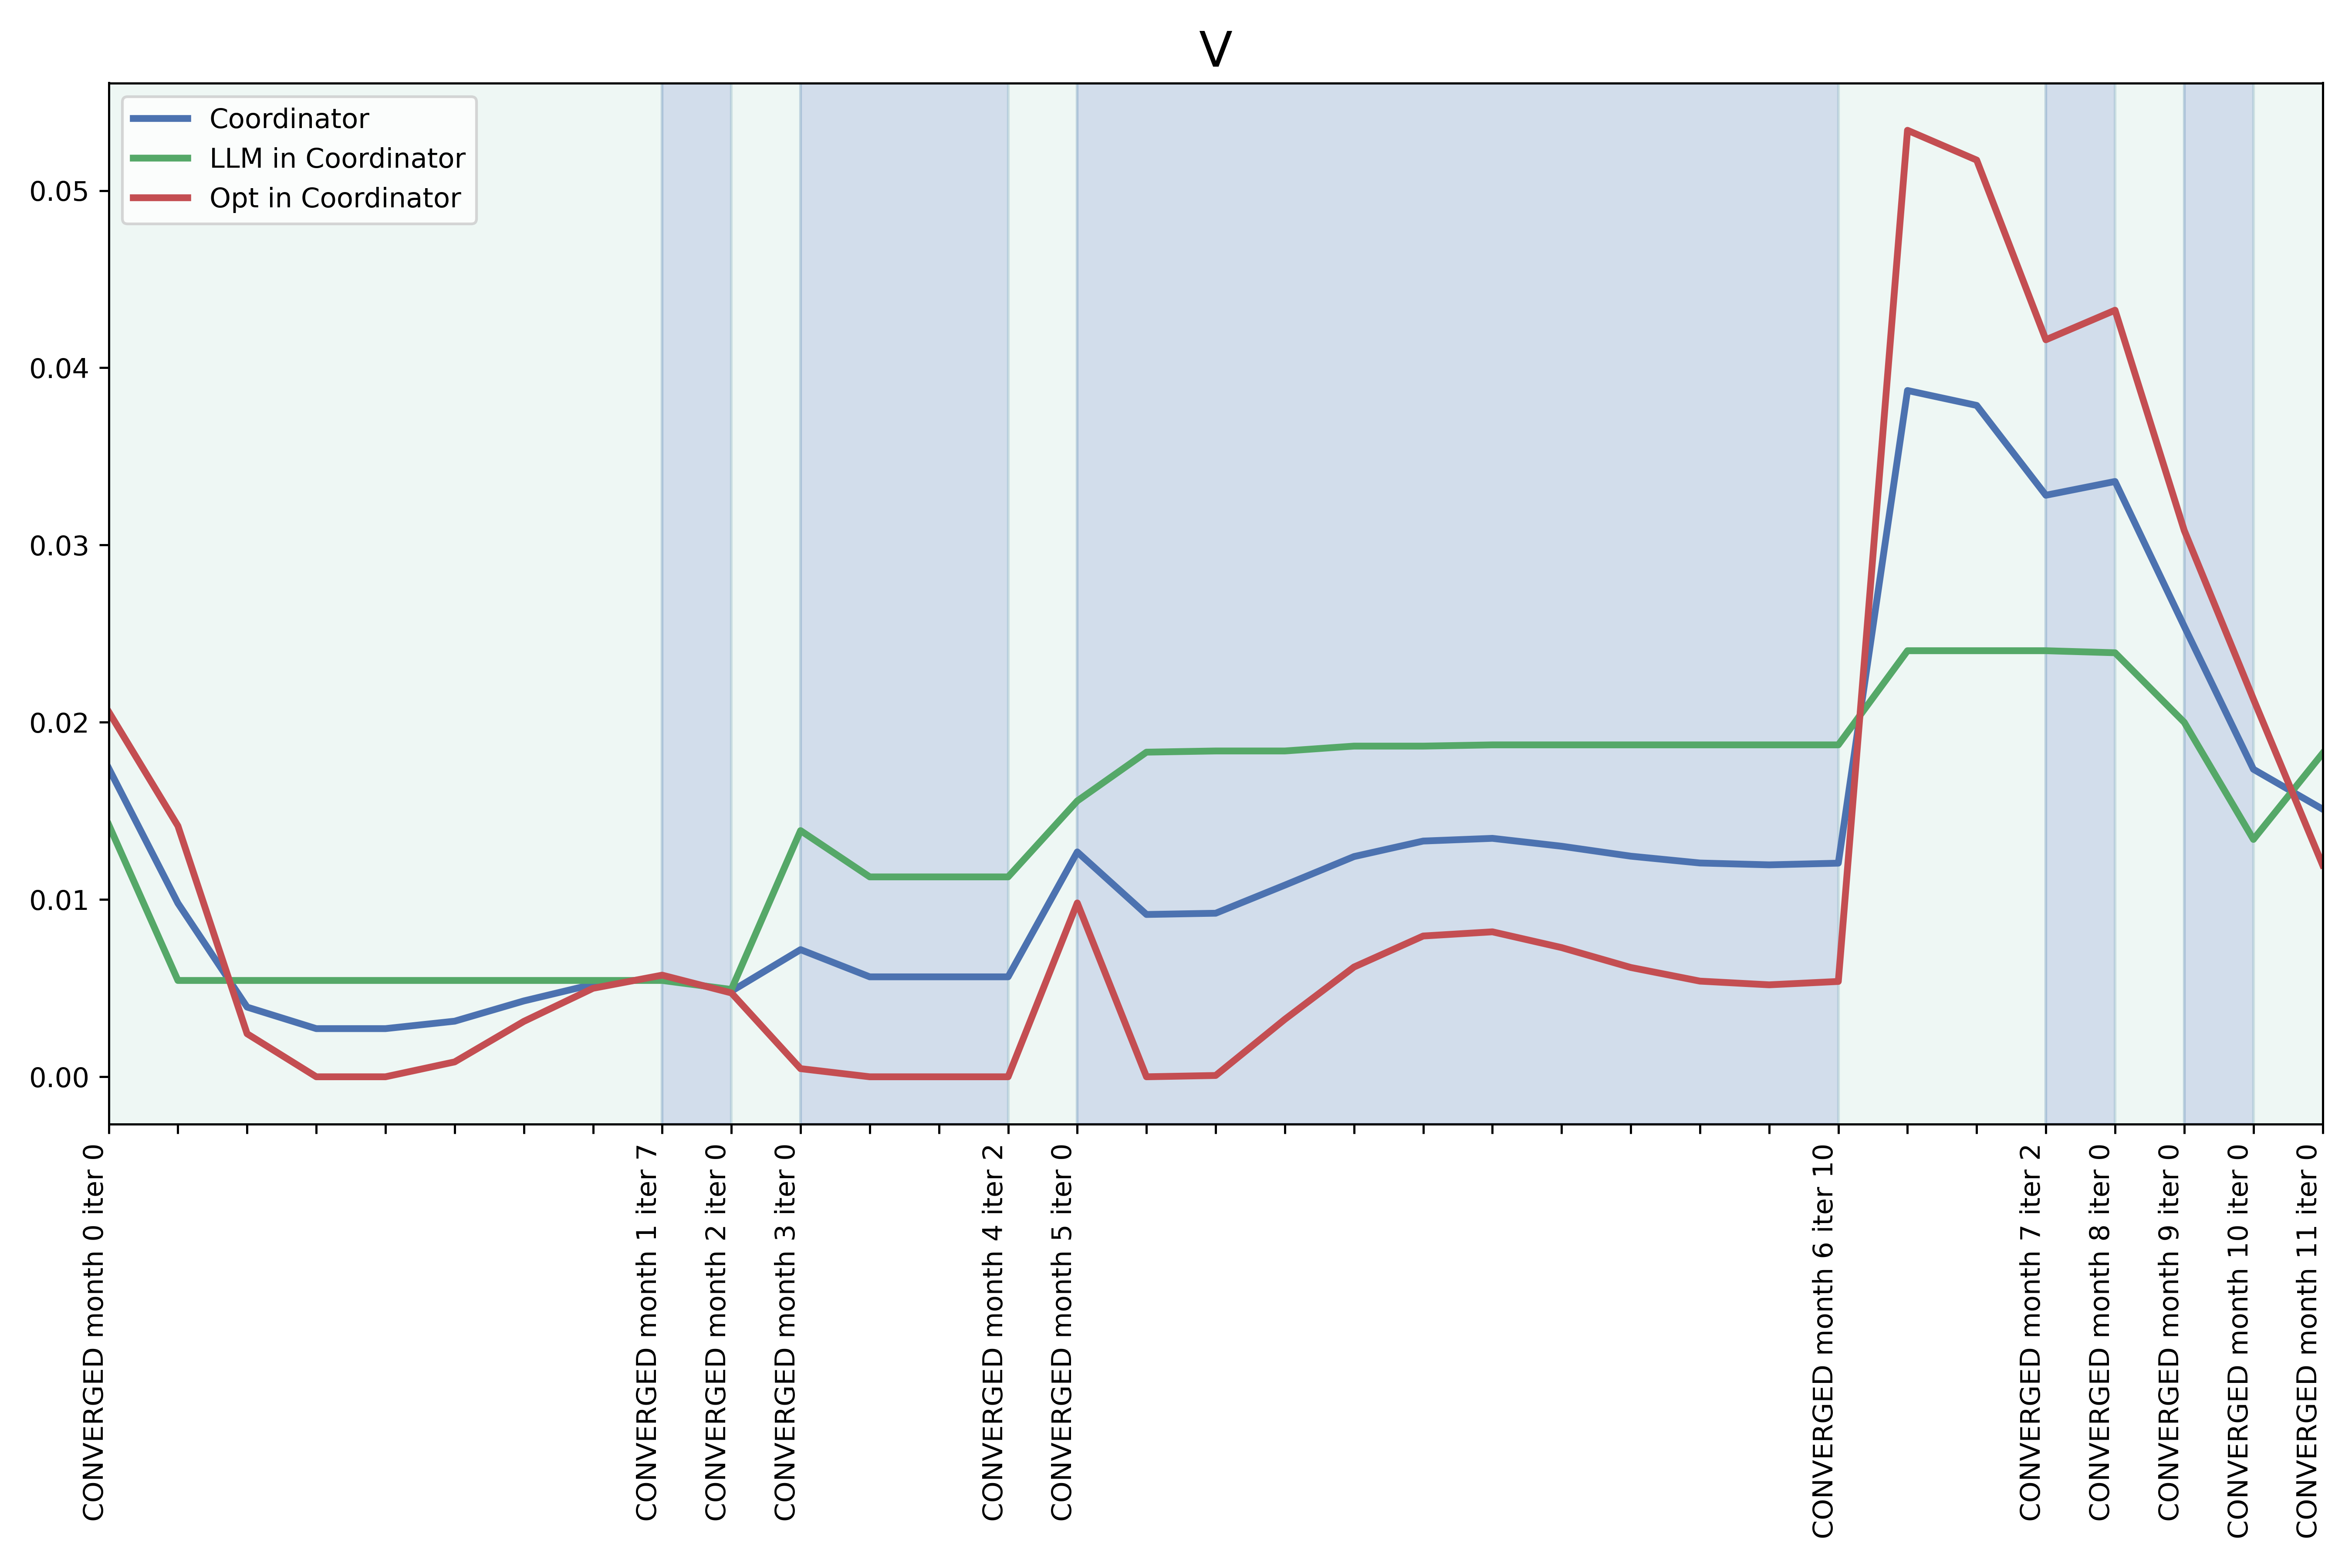 V
Coordinator
LLM in Coordinator
Opt in Coordinator
0.05
0.04
0.03
0.02
0.01
0.00
CONVERGED month 0 iter 0
CONVERGED month 1 iter 7
CONVERGED month 2 iter 0
CONVERGED month 3 iter 0
CONVERGED month 4 iter 2
CONVERGED month 5 iter 0
CONVERGED month 6 iter 10
CONVERGED month 7 iter 2
CONVERGED month 8 iter 0
CONVERGED month 9 iter 0
CONVERGED month 10 iter 0
CONVERGED month 11 iter 0